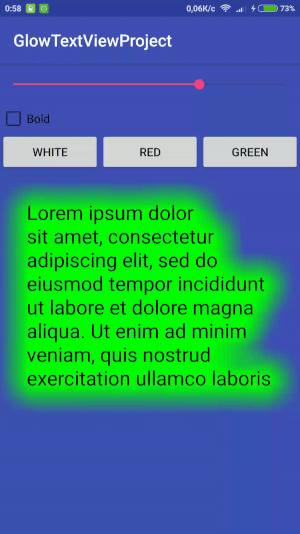 0:58 0,06K/c 73%
GlowTextViewProject
Bold
WHITE RED GREEN
Lorem ipsum dolor
sit amet, consectetur
adipiscing elit, sed do
eiusmod tempor incididunt
ut labore et dolore magna
aliqua. Ut enim ad minim
veniam, quis nostrud
exercitation ullamco laboris